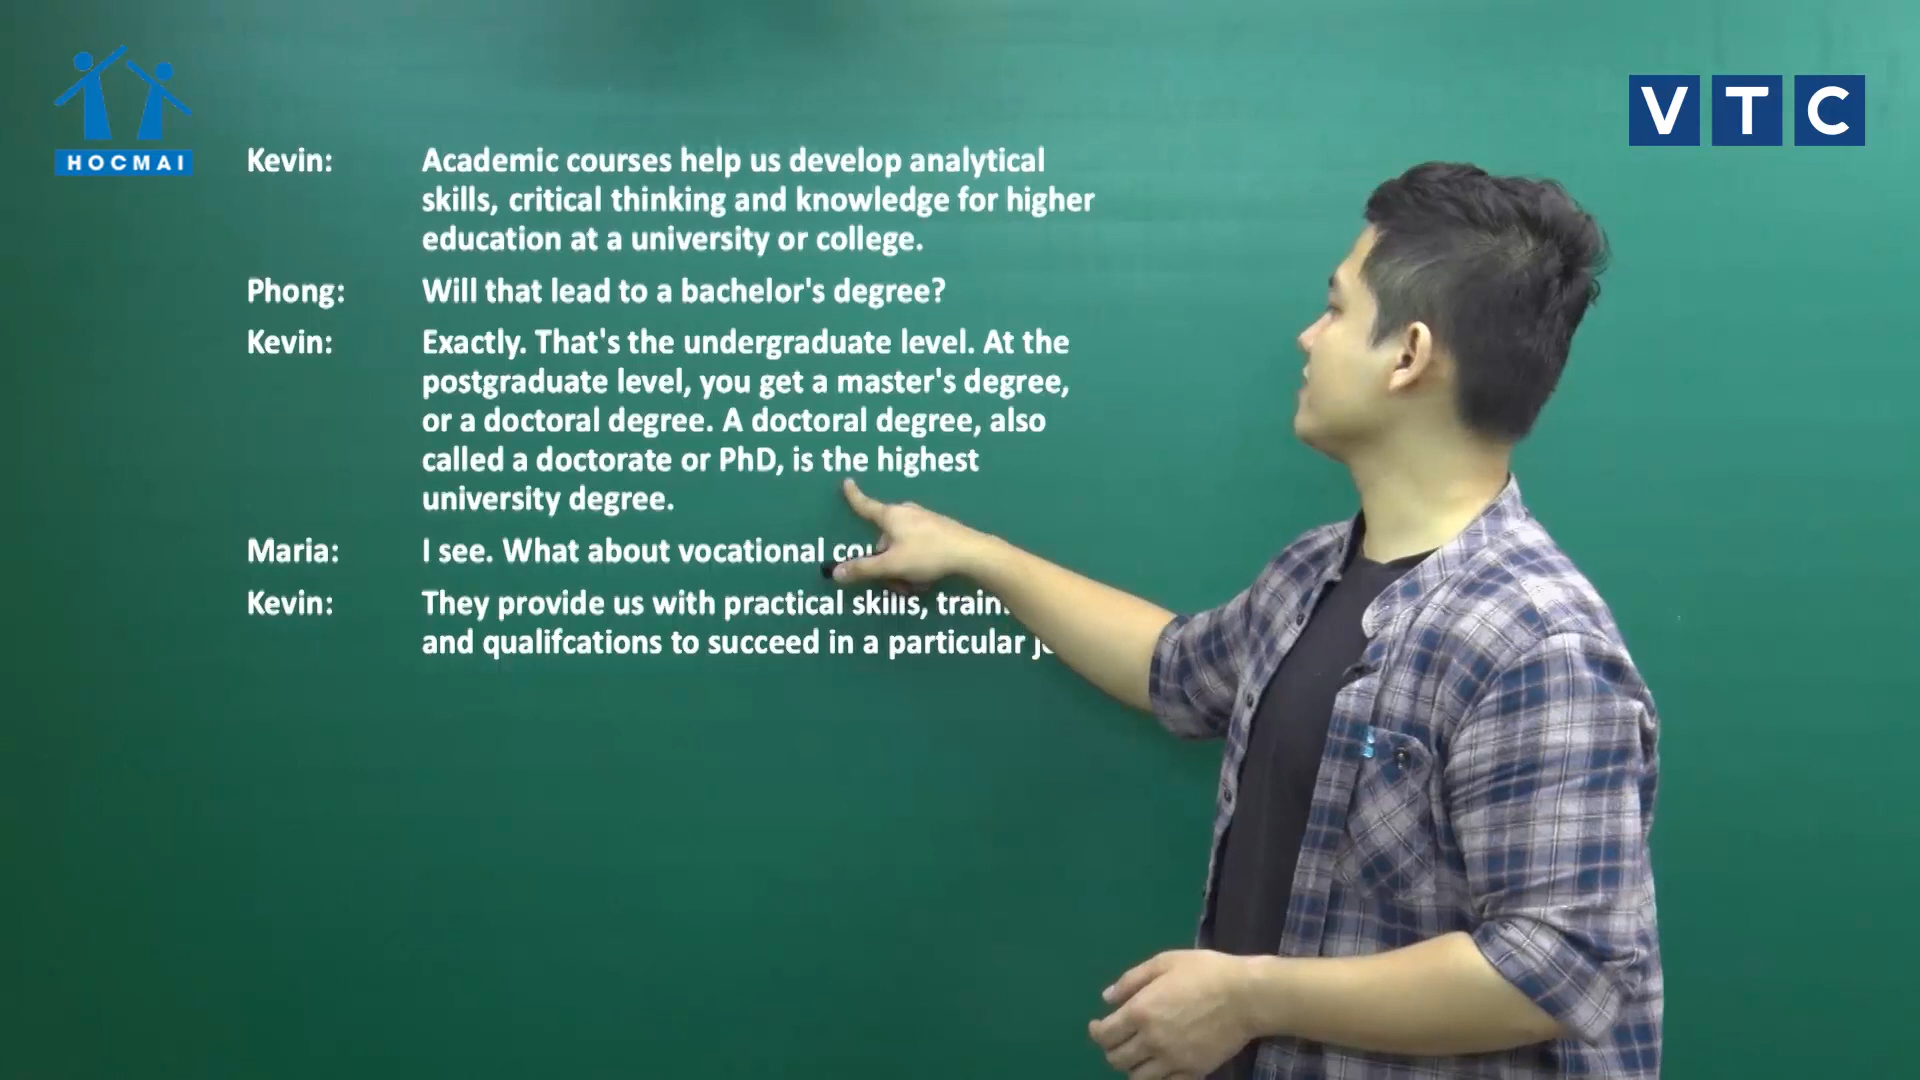 HOCMAI
VTC
Kevin: Academic courses help us develop analytical
skills, critical thinking and knowledge for higher
education at a university or college.
Phong: Will that lead to a bachelor's degree?
Kevin: Exactly. That's the undergraduate level. At the
postgraduate level, you get a master's degree,
or a doctoral degree. A doctoral degree, also
called a doctorate or PhD, is the highest
university degree.
Maria: I see. What about vocational
Kevin: They provide us with practical skills,
and qualifcations to succeed in a particular